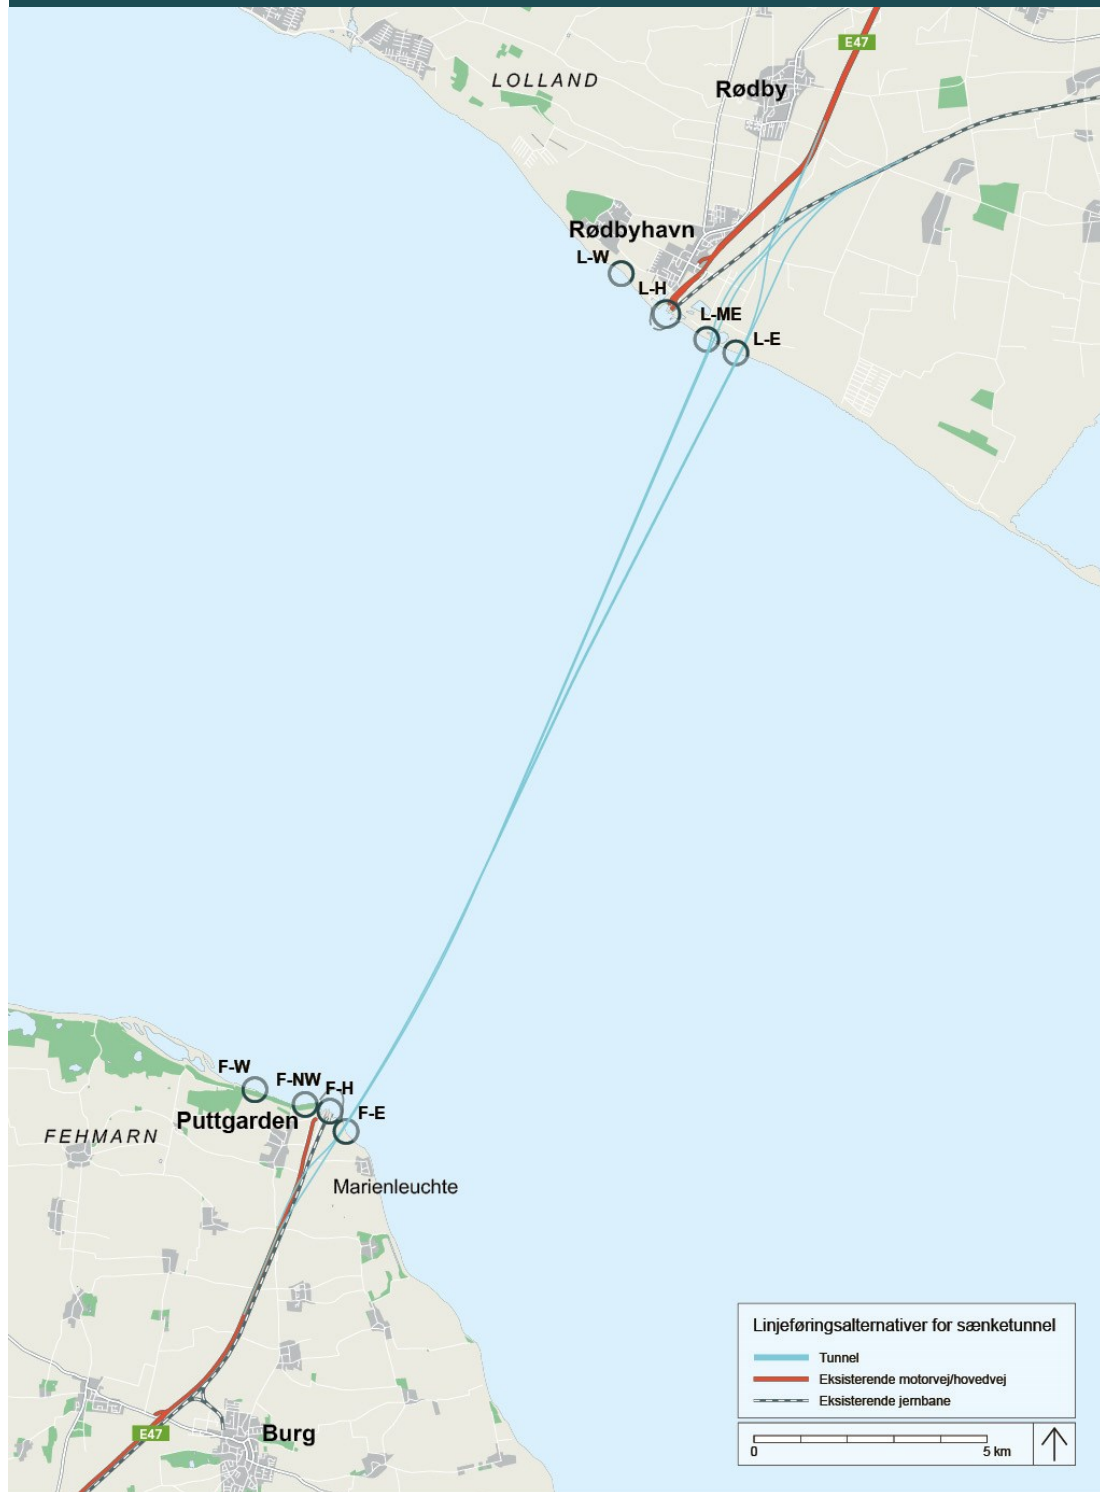 E47
LOLLAND
Rødby
Rødbyhavn
L-W
L-H
L-ME
L-E
F-W
F-NW
F-H
Puttgarden
F-E
FEHMARN
Marienleuchte
Linjeføringsalternativer for sænketunnel
Tunnel
Eksisterende motorvej/hovedvej
Eksisterende jernbane
E47
Burg
0 5 km